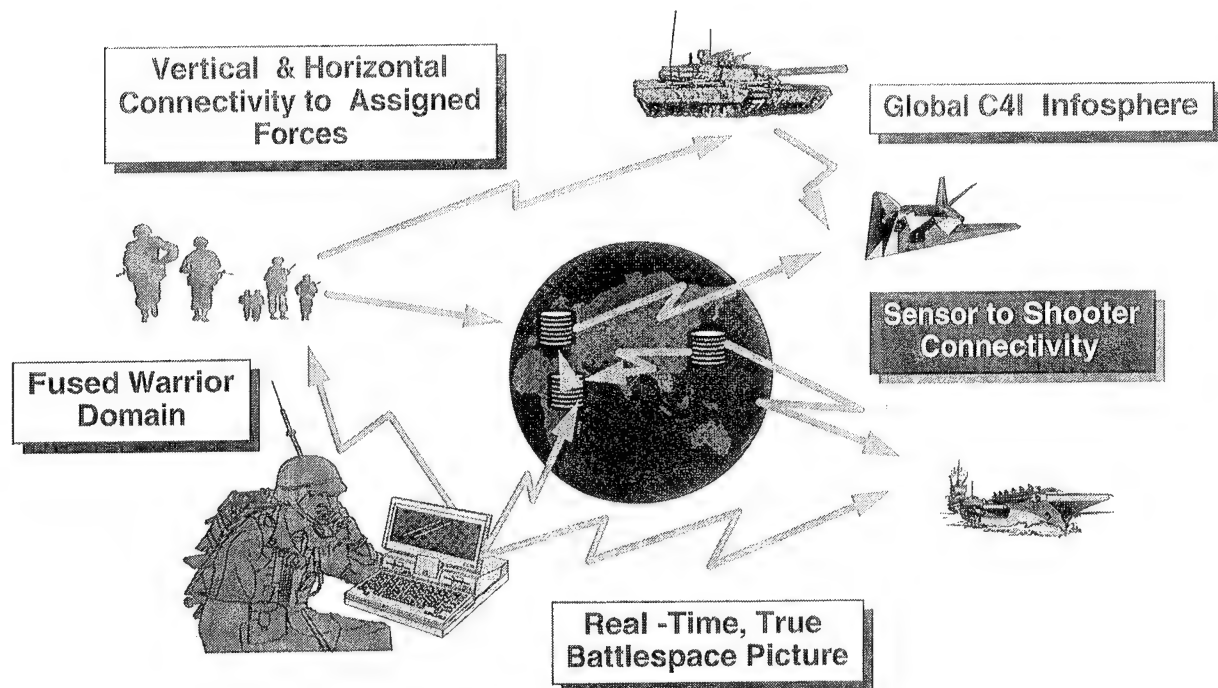 Vertical & Horizontal
Connectivity to Assigned
Forces
Global C4I Infosphere
Sensor to Shooter
Connectivity
Fused Warrior
Domain
Real -Time, True
Battlespace Picture